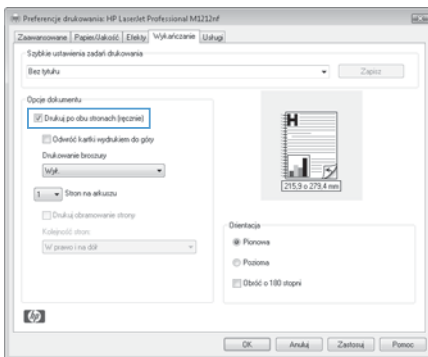 Preferencje drukowania: HP LaserJet Professional M1212nf
Zaawansowane Papier/Jakość Efekty Wykańczanie Usługi
Szybkie ustawienia zadań drukowania
Bez tytułu Zapisz
Opcje dokumentu
Drukuj po obu stronach (ręcznie)
Odwróć kartki wydrukiem do góry
Drukowanie broszury
Wył.
1 Stron na arkuszu
Drukuj obramowanie strony
Kolejność stron:
W prawo i na dół
215,9 o 279,4 mm
Orientacja
Pionowa
Pozioma
Obróć o 180 stopni
hp
OK Anuluj Zastosuj Pomoc